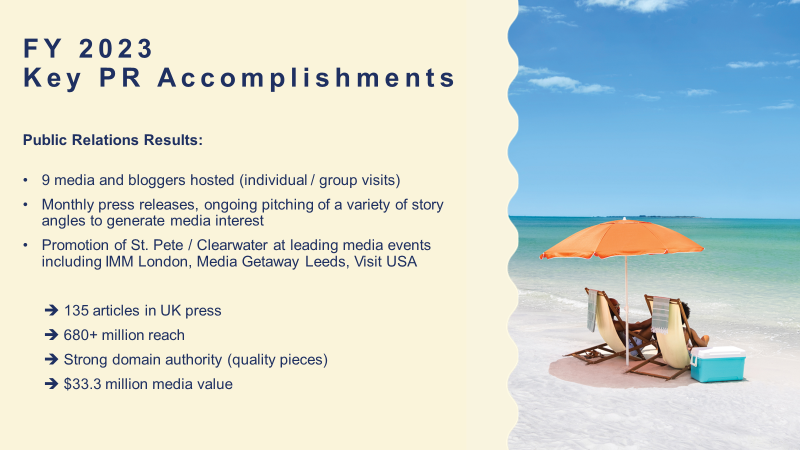 FY 2023
Key PR Accomplishments
Public Relations Results:
• 9 media and bloggers hosted (individual / group visits)
• Monthly press releases, ongoing pitching of a variety of story
angles to generate media interest
• Promotion of St. Pete / Clearwater at leading media events
including IMM London, Media Getaway Leeds, Visit USA
➔ 135 articles in UK press
➔ 680+ million reach
➔ Strong domain authority (quality pieces)
➔ $33.3 million media value